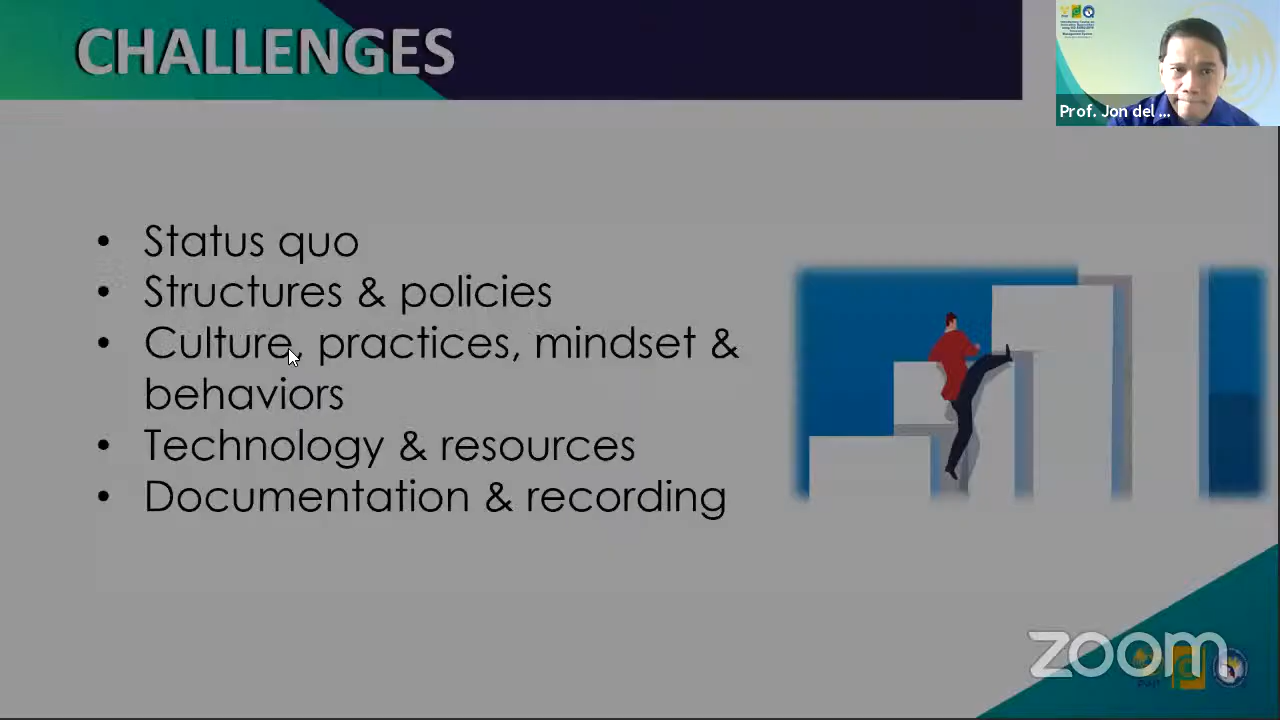 CHALLENGES
Prof. Jon del ...
• Status quo
• Structures & policies
• Culture, practices, mindset &
behaviors
• Technology & resources
• Documentation & recording
zoom